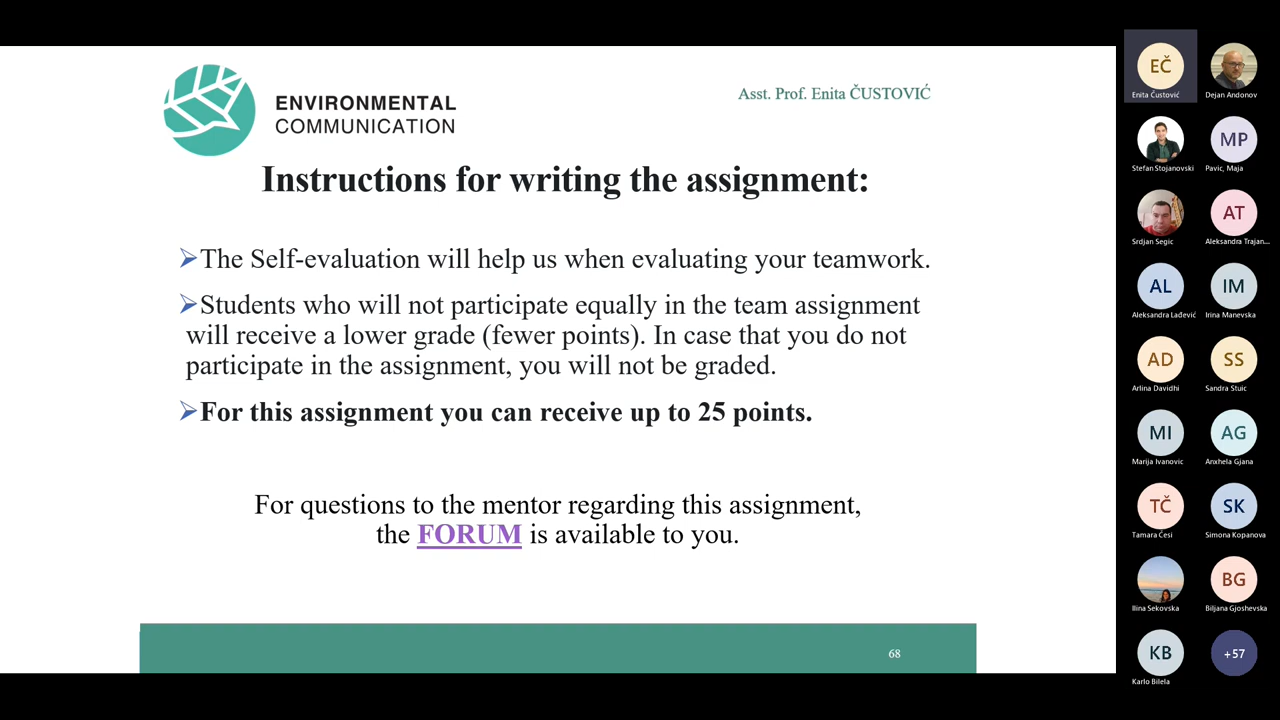 ENVIRONMENTAL
COMMUNICATION
Asst. Prof. Enita ČUSTOVIĆ
Instructions for writing the assignment:
The Self-evaluation will help us when evaluating your teamwork.
Students who will not participate equally in the team assignment
will receive a lower grade (fewer points). In case that you do not
participate in the assignment, you will not be graded.
For this assignment you can receive up to 25 points.
For questions to the mentor regarding this assignment,
the FORUM is available to you.
68
EČ
Enita Čustović
Dejan Andonov
Stefan Stojanovski
MP
Pavic, Maja
Srdjan Segic
AT
Aleksandra Trajan...
AL
Aleksandra Lađević
IM
Irina Manevska
AD
Arlina Davidhi
SS
Sandra Stuic
MI
Marija Ivanovic
AG
Anxhela Gjana
TČ
Tamara Česi
SK
Simona Kopanova
Ilina Sekovska
BG
Biljana Gjoshevska
KB
Karlo Bilela
+57